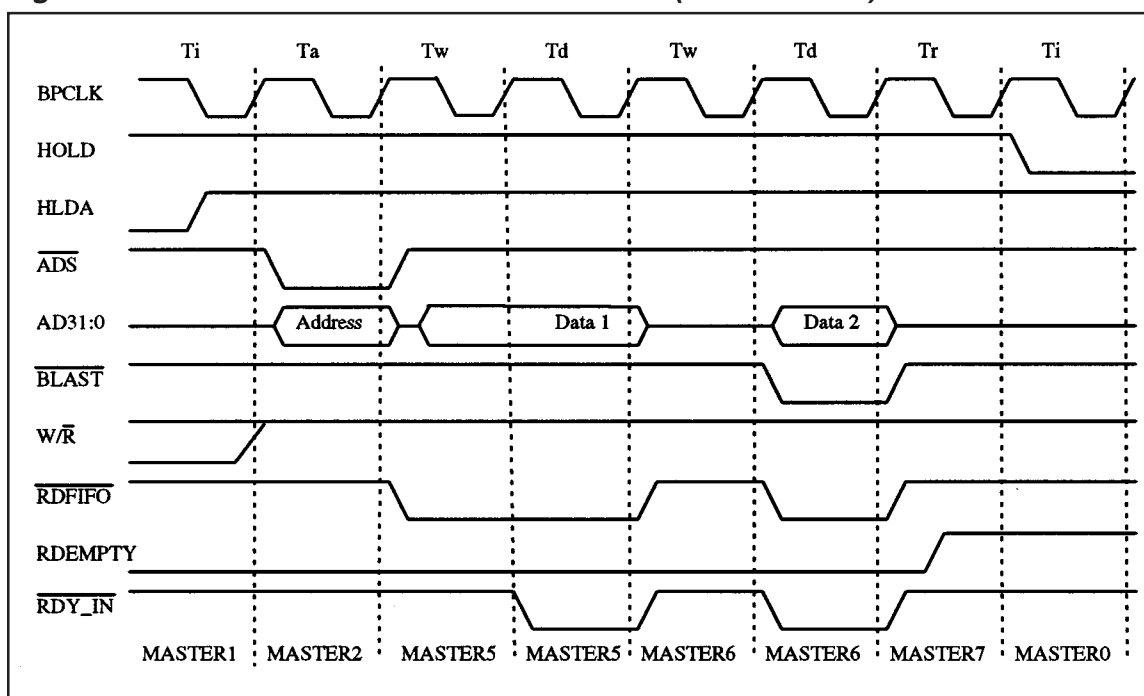 Ti Ta Tw Td Tw Td Tr Ti
BPCLK
HOLD
HLDA
ADS
AD31:0 Address Data 1 Data 2
BLAST
W/R
RDFIFO
RDEMPTY
RDY_IN
MASTER1 MASTER2 MASTER5 MASTER5 MASTER6 MASTER6 MASTER7 MASTER0